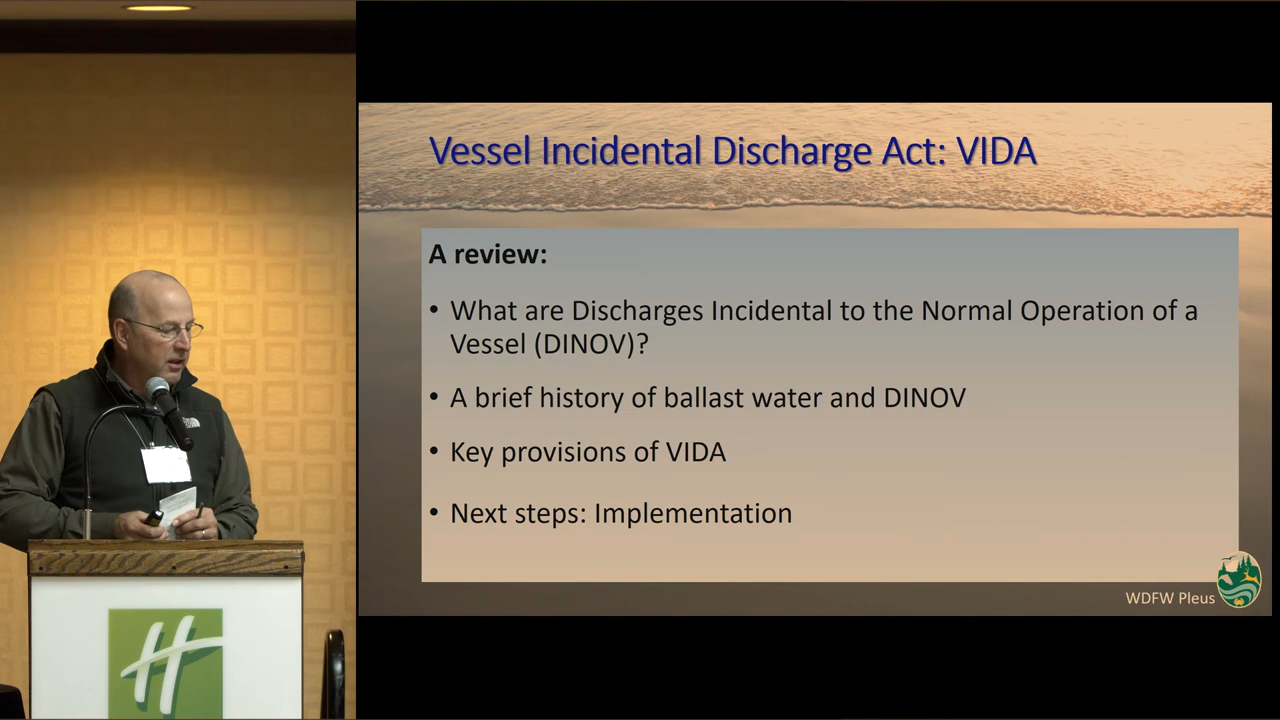 Vessel Incidental Discharge Act: VIDA
A review:
• What are Discharges Incidental to the Normal Operation of a
Vessel (DINOV)?
• A brief history of ballast water and DINOV
• Key provisions of VIDA
• Next steps: Implementation
WDFW Pleus
H